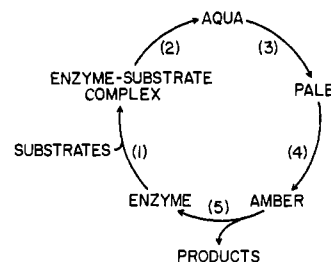 AQUA
(2)
(3)
ENZYME-SUBSTRATE
COMPLEX
PALE
SUBSTRATES
(1)
(4)
ENZYME
(5)
AMBER
PRODUCTS